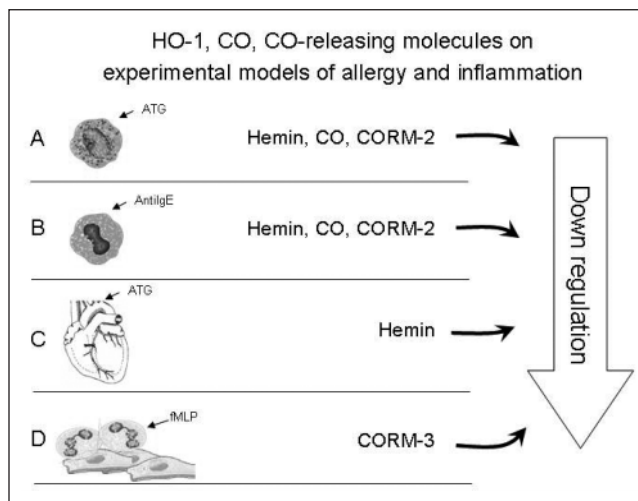 HO-1, CO, CO-releasing molecules on
experimental models of allergy and inflammation
A
ATG
Hemin, CO, CORM-2
B
AntiIgE
Hemin, CO, CORM-2
C
ATG
Hemin
D
fMLP
CORM-3
Down regulation